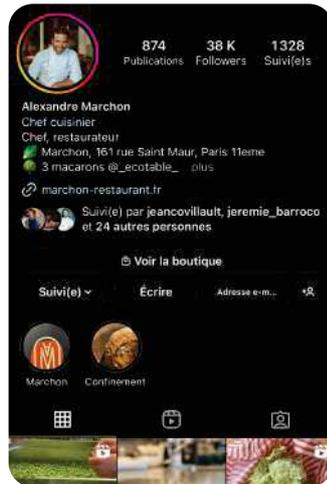 874 38 K 1328
Publications Followers Suivi(e)s
Alexandre Marchon
Chef cuisinier
Chef, restaurateur
Marchon, 161 rue Saint Maur, Paris 11eme
3 macarons @_ecotable_ plus
marchon-restaurant.fr
Suivi(e) par jeancovillault, jeremie_barroco
et 24 autres personnes
Voir la boutique
Suivi(e) Écrire Adresse e-m...
Marchon Confinement